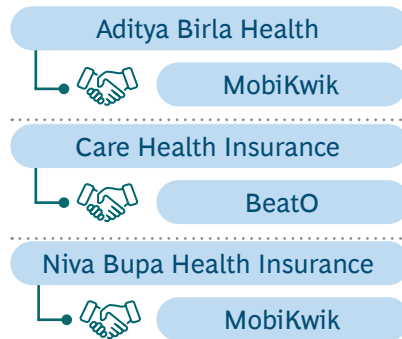 Aditya Birla Health
MobiKwik
Care Health Insurance
BeatO
Niva Bupa Health Insurance
MobiKwik